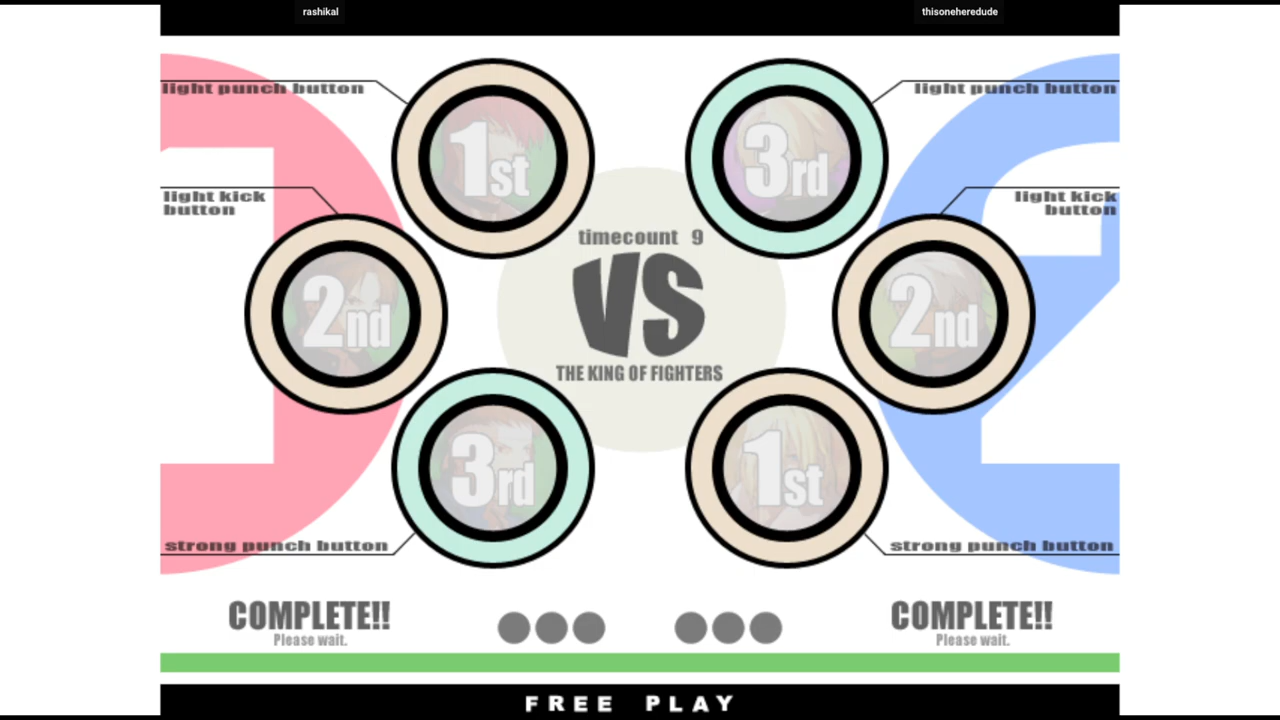 rashikal
thisoneheredude
light punch button
1st
3rd
light punch button
light kick
button
light kick
button
timecount 9
2nd
VS
2nd
THE KING OF FIGHTERS
3rd
1st
strong punch button
strong punch button
COMPLETE!!
Please wait.
COMPLETE!!
Please wait.
FREE PLAY